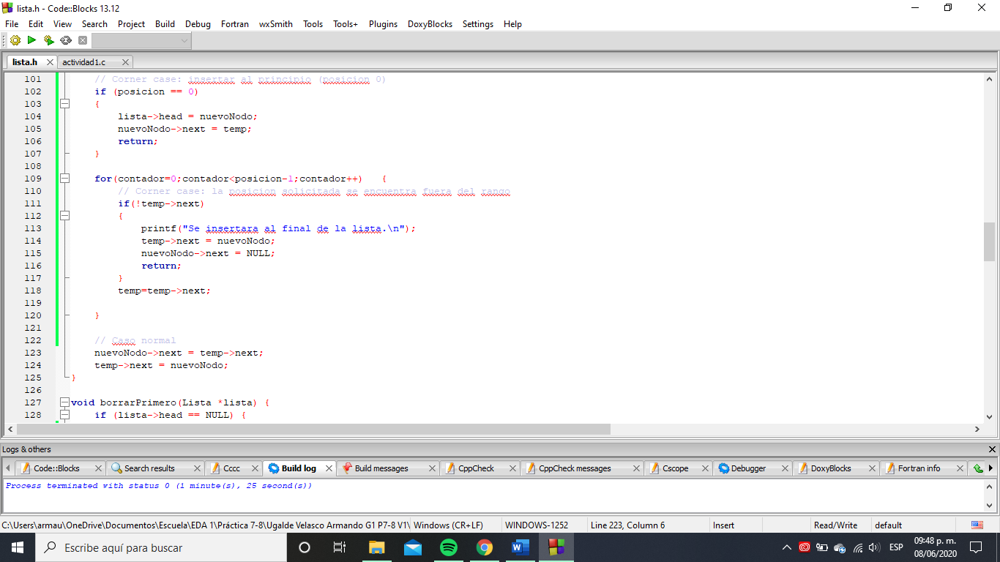 lista.h - Code::Blocks 13.12
File Edit View Search Project Build Debug Fortran wxSmith Tools Tools+ Plugins DoxyBlocks Settings Help
lista.h actividad1.c
101 // Corner case: insertar al principio (posicion 0)
102 if (posicion == 0)
103 {
104 lista->head = nuevoNodo;
105 nuevoNodo->next = temp;
106 return;
107 }
108
109 for(contador=0;contador<posicion-1;contador++) {
110 // Corner case: la posicion solicitada se encuentra fuera del rango
111 if(!temp->next)
112 {
113 printf("Se insertara al final de la lista.\n");
114 temp->next = nuevoNodo;
115 nuevoNodo->next = NULL;
116 return;
117 }
118 temp=temp->next;
119
120 }
121
122 // Caso normal
123 nuevoNodo->next = temp->next;
124 temp->next = nuevoNodo;
125 }
126
127 void borrarPrimero(Lista *lista) {
128 if (lista->head == NULL) {
Logs & others
Code::Blocks Search results Cccc Build log Build messages CppCheck CppCheck messages Cscope Debugger DoxyBlocks Fortran info
Process terminated with status 0 (1 minute(s), 25 second(s))
C:\Users\armau\OneDrive\Documentos\Escuela\EDA 1\Práctica 7-8\Ugalde Velasco Armando G1 P7-8 V1\ Windows (CR+LF) WINDOWS-1252 Line 223, Column 6 Insert Read/Write default
Escribe aquí para buscar
ESP
09:48 p. m.
08/06/2020